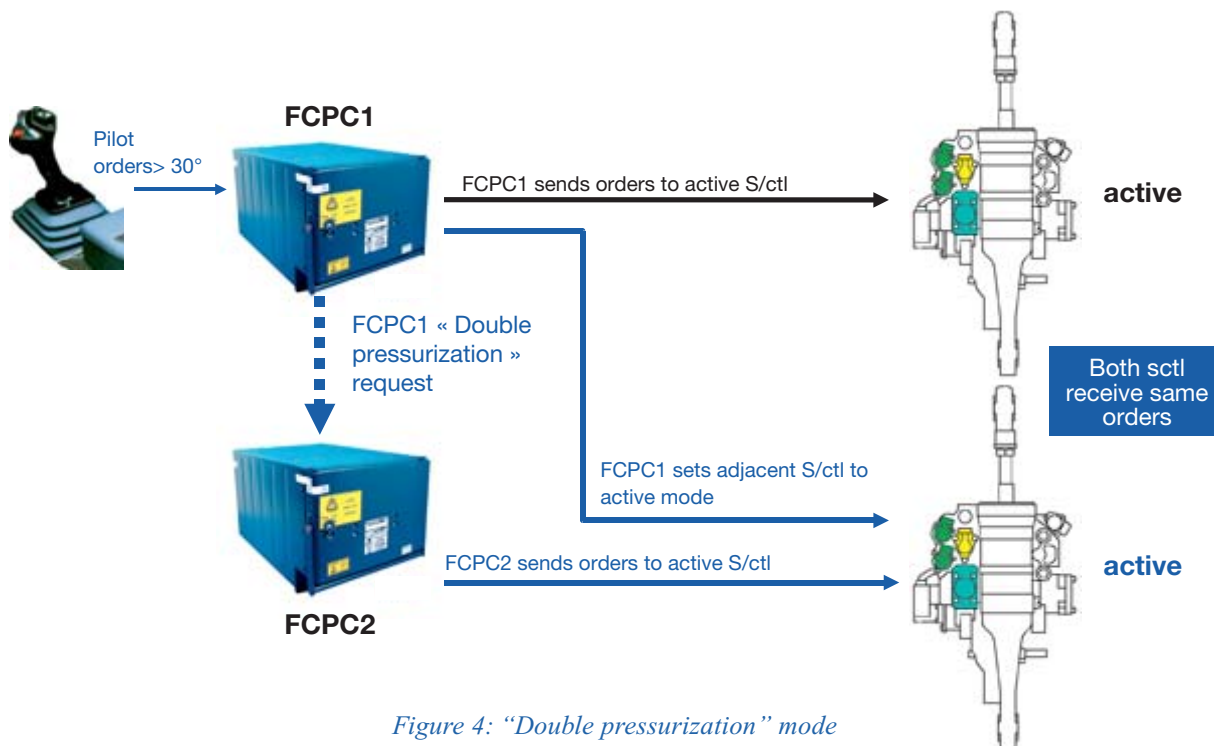 FCPC1
Pilot
orders> 30°
FCPC1 sends orders to active S/ctl
active
FCPC1 « Double
pressurization »
request
Both sctl
receive same
orders
FCPC1 sets adjacent S/ctl to
active mode
FCPC2 sends orders to active S/ctl
active
FCPC2
Figure 4: “Double pressurization” mode